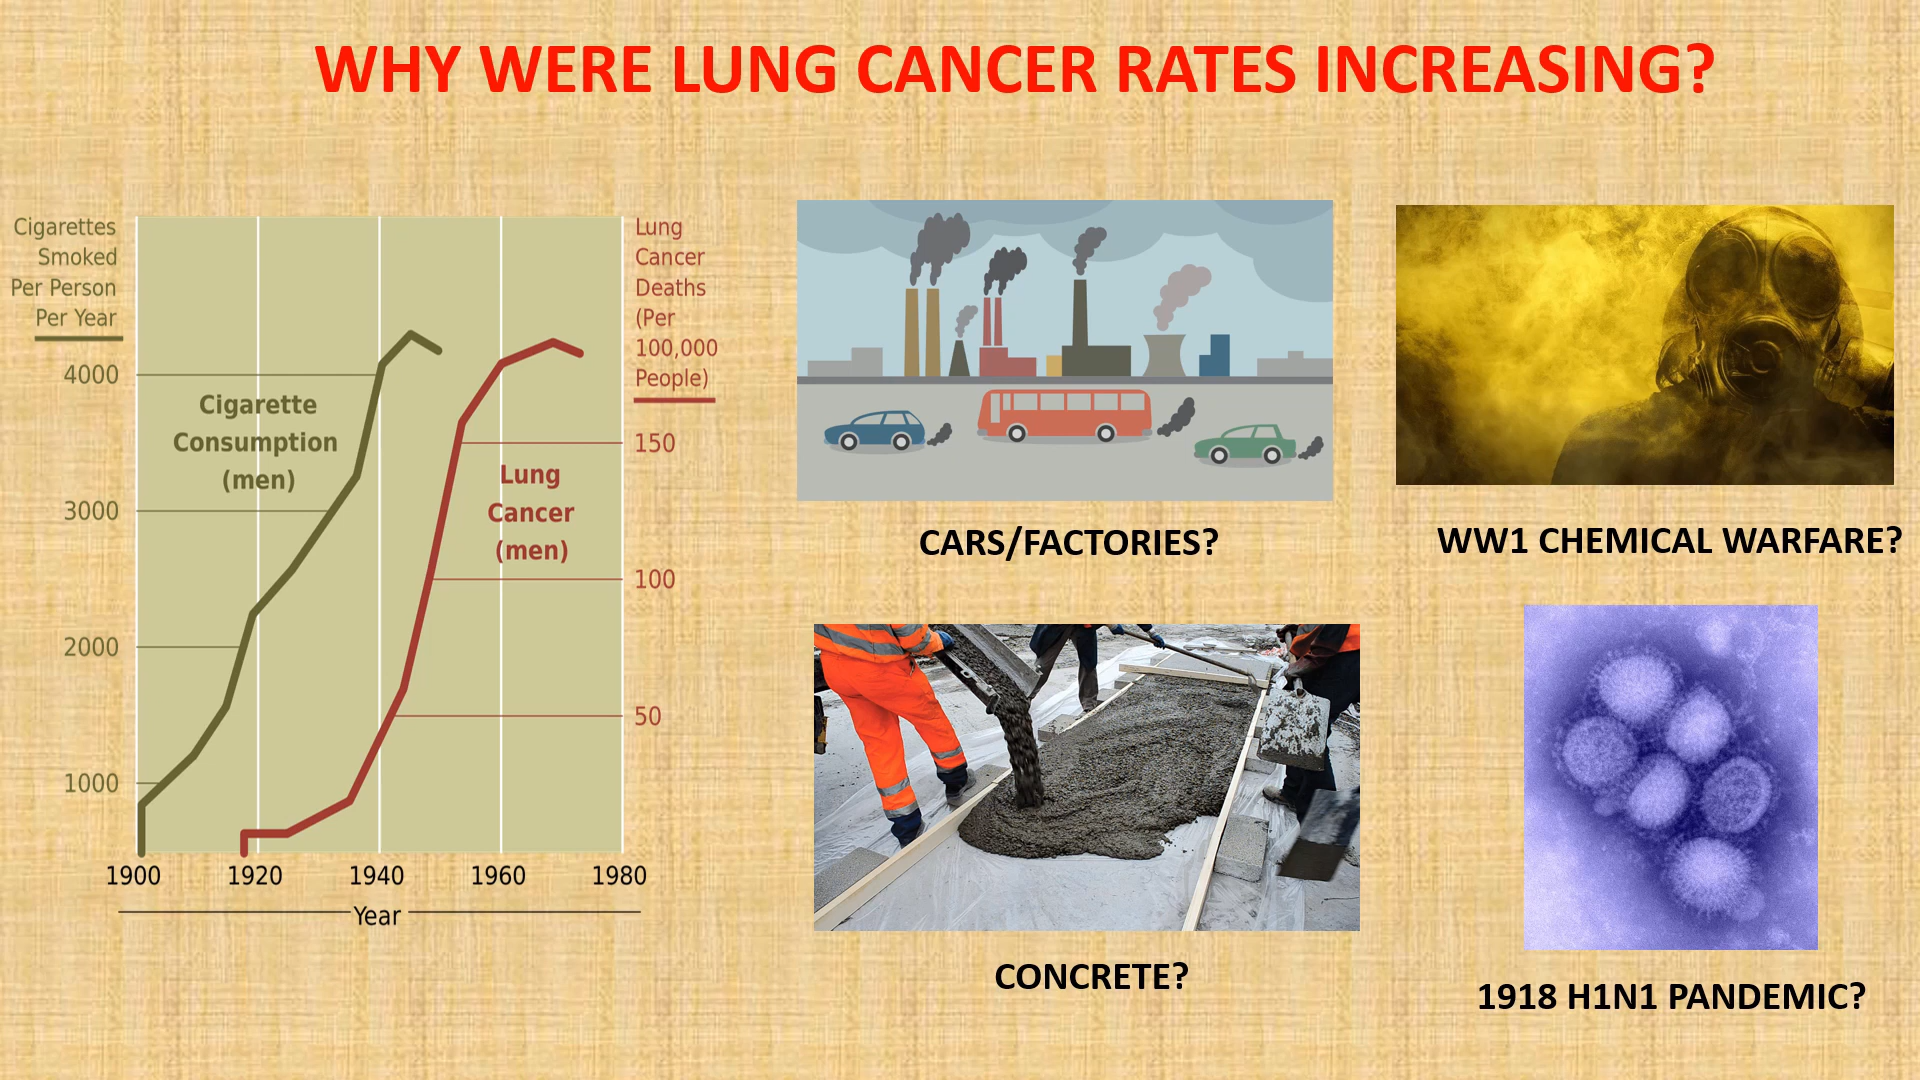 WHY WERE LUNG CANCER RATES INCREASING?
Cigarettes
Smoked
Per Person
Per Year
4000
3000
2000
1000
Cigarette
Consumption
(men)
Lung
Cancer
(men)
Lung
Cancer
Deaths
(Per
100,000
People)
150
100
50
1900 1920 1940 1960 1980
Year
CARS/FACTORIES?
WW1 CHEMICAL WARFARE?
CONCRETE?
1918 H1N1 PANDEMIC?